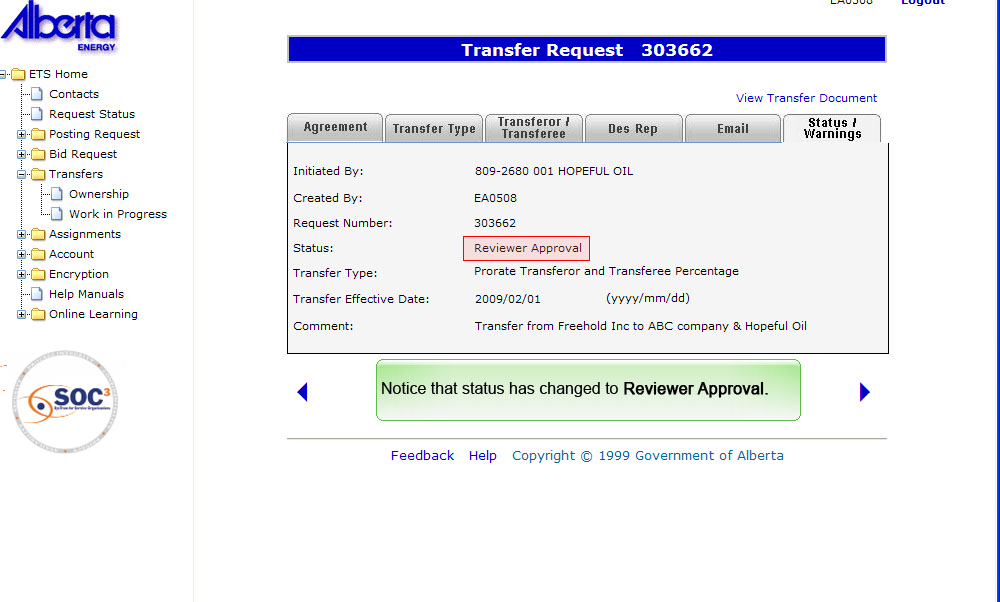 EA0508 Logout
Alberta
ENERGY
Transfer Request 303662
ETS Home
Contacts
Request Status
Posting Request
Bid Request
Transfers
Ownership
Work in Progress
Assignments
Account
Encryption
Help Manuals
Online Learning
SOC3
SysTrust for Service Organizations
View Transfer Document
Agreement
Transfer Type
Transferor /
Transferee
Des Rep
Email
Status /
Warnings
Initiated By: 809-2680 001 HOPEFUL OIL
Created By: EA0508
Request Number: 303662
Status: Reviewer Approval
Transfer Type: Prorate Transferor and Transferee Percentage
Transfer Effective Date: 2009/02/01 (yyyy/mm/dd)
Comment: Transfer from Freehold Inc to ABC company & Hopeful Oil
Notice that status has changed to Reviewer Approval.
Feedback Help Copyright © 1999 Government of Alberta